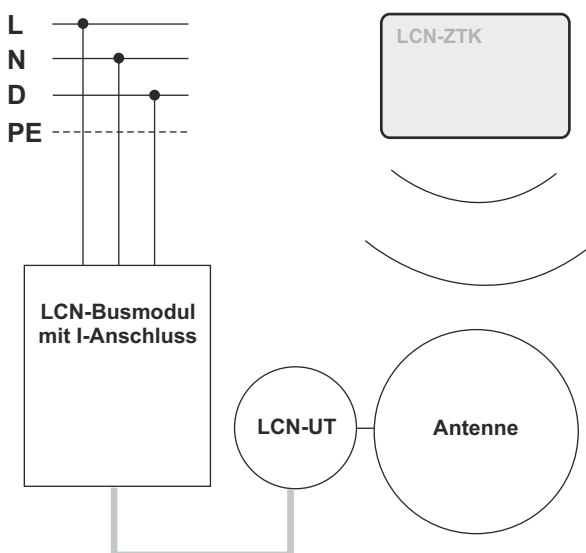 L
N
D
PE
LCN-ZTK
LCN-Busmodul
mit I-Anschluss
LCN-UT
Antenne